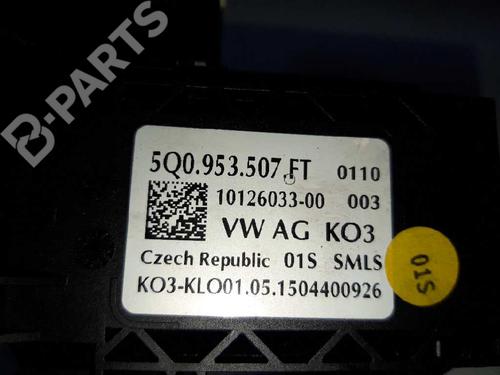 B-PARTS
5Q0.953.507.FT 0110
10126033-00 003
VW AG KO3
Czech Republic 01S SMLS
KO3-KLO01.05.1504400926
01S